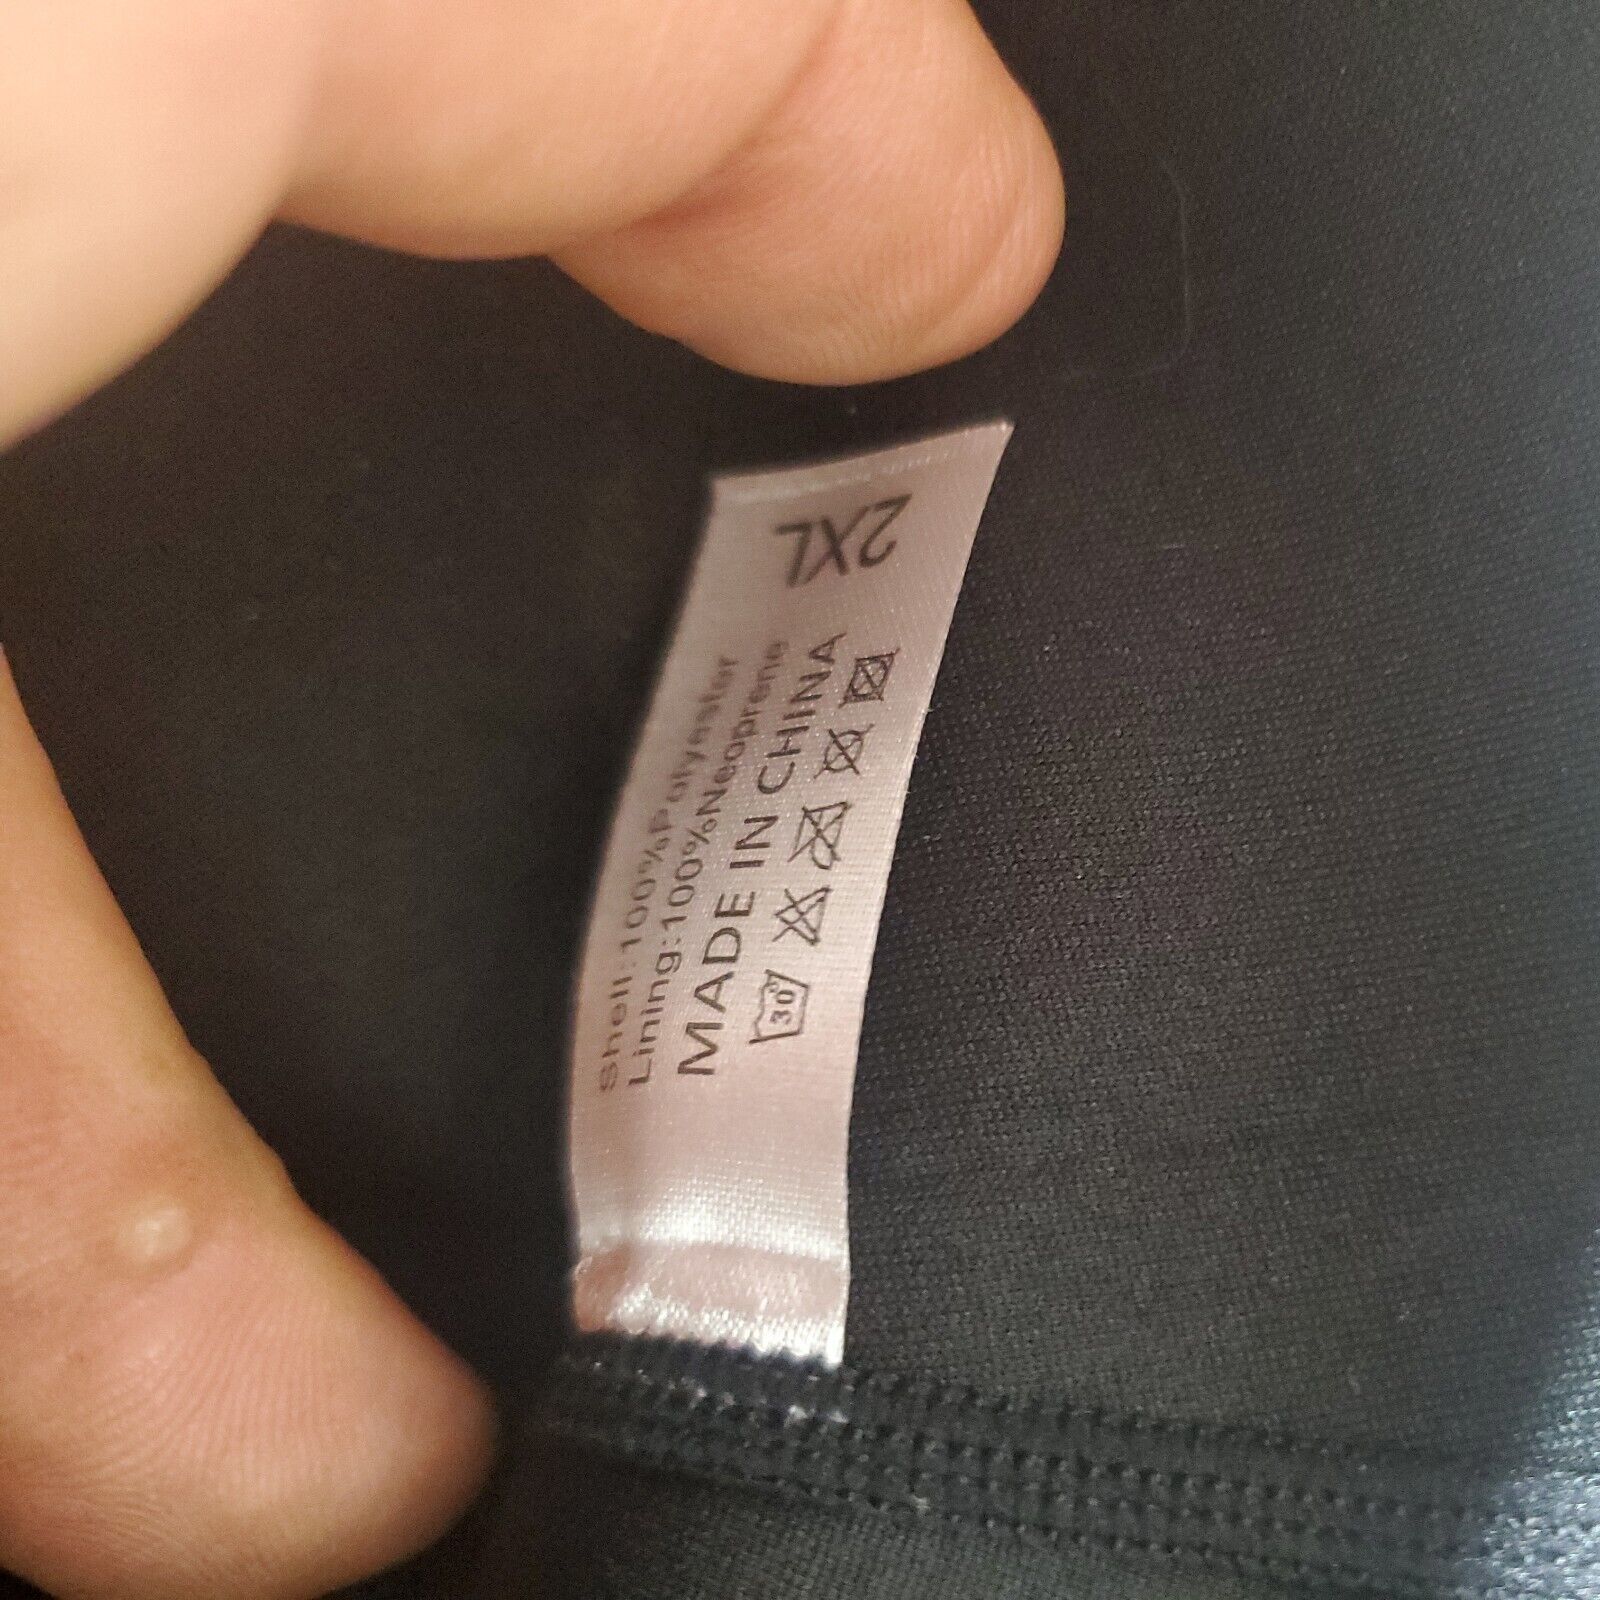 Shell:100%Polyester
Lining:100%Neoprene
MADE IN CHINA
30°
2XL